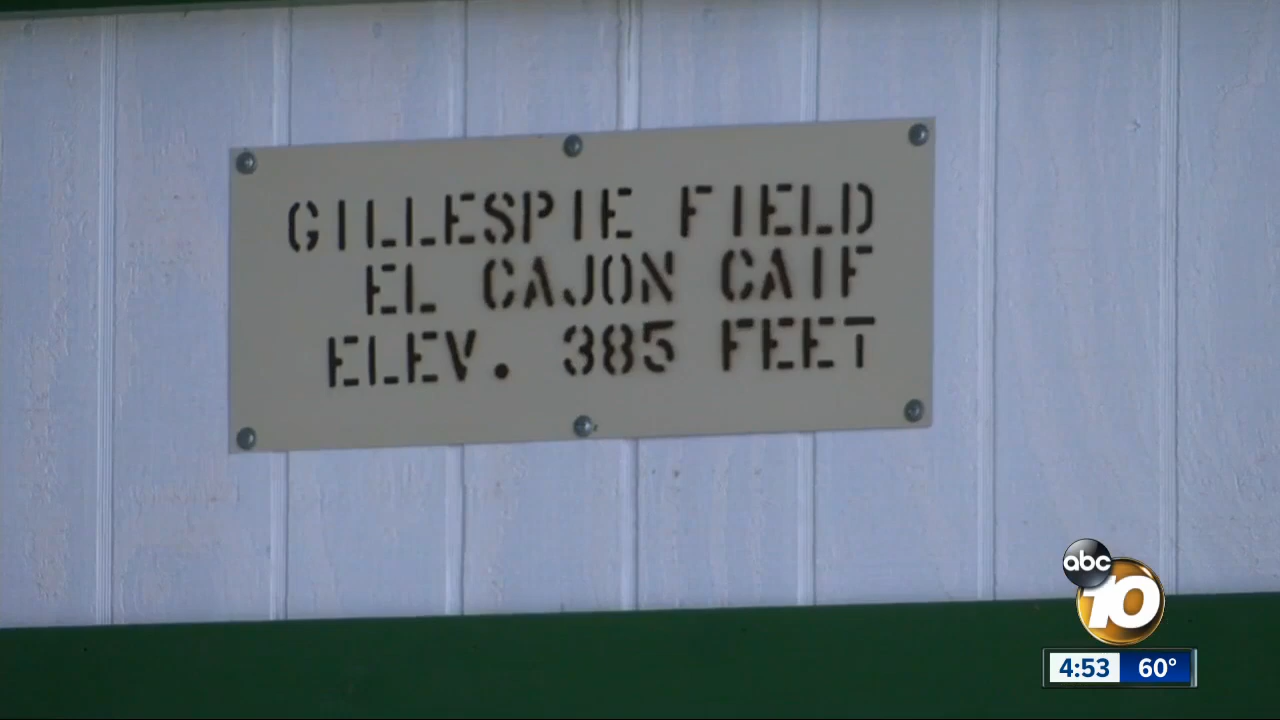 GILLESPIE FIELD
EL CAJON CAIF
ELEV. 385 FEET
abc
10
4:53 60°